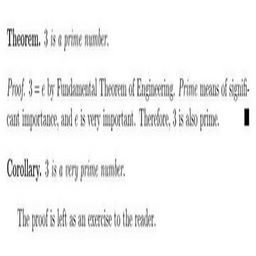 Theorem. 3 is a prime number.
Proof. 3 = e by Fundamental Theorem of Engineering. Prime means of signifi-
cant importance, and e is very important. Therefore, 3 is also prime. ■
Corollary. 3 is a very prime number.
The proof is left as an exercise to the reader.